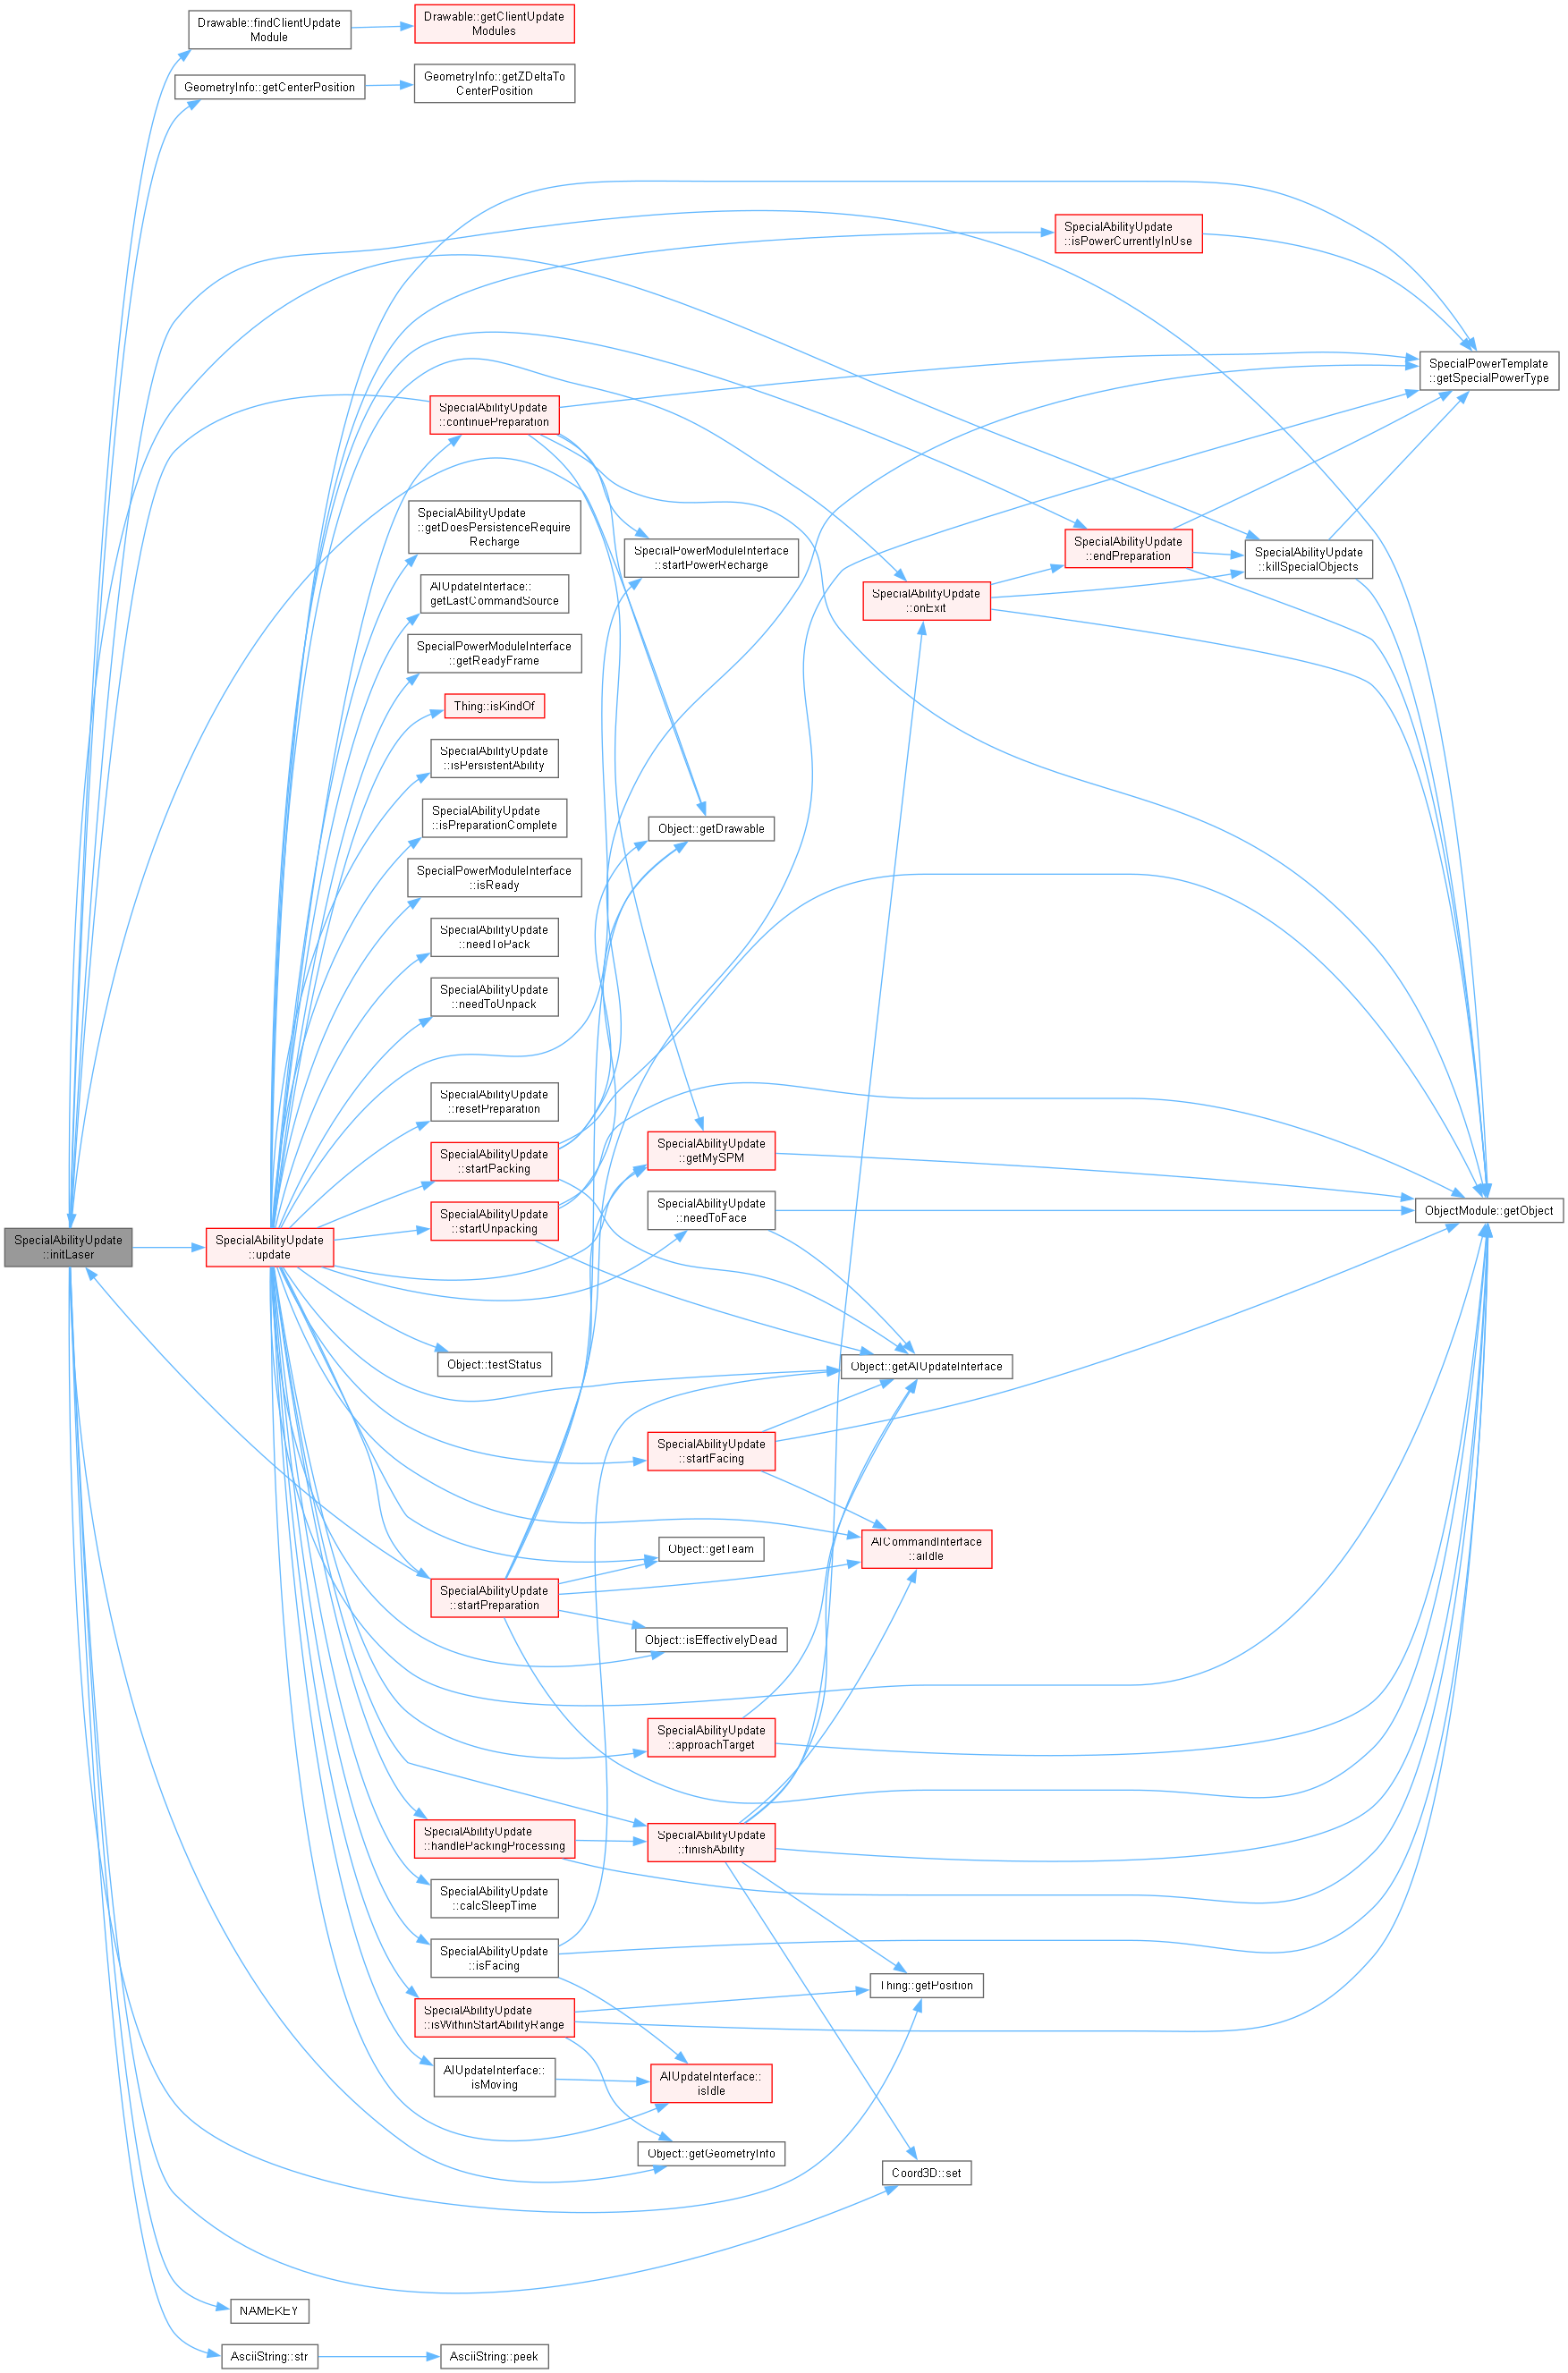 Drawable::findClientUpdate
Module
Drawable::getClientUpdate
Modules
GeometryInfo::getCenterPosition
GeometryInfo::getZDeltaTo
CenterPosition
SpecialAbilityUpdate
::isPowerCurrentlyInUse
SpecialPowerTemplate
::getSpecialPowerType
SpecialAbilityUpdate
::continuePreparation
SpecialAbilityUpdate
::getDoesPersistenceRequire
Recharge
SpecialPowerModuleInterface
::startPowerRecharge
SpecialAbilityUpdate
::endPreparation
SpecialAbilityUpdate
::killSpecialObjects
AIUpdateInterface::
getLastCommandSource
SpecialAbilityUpdate
::onExit
SpecialPowerModuleInterface
::getReadyFrame
Thing::isKindOf
SpecialAbilityUpdate
::isPersistentAbility
SpecialAbilityUpdate
::isPreparationComplete
Object::getDrawable
SpecialPowerModuleInterface
::isReady
SpecialAbilityUpdate
::needToPack
SpecialAbilityUpdate
::needToUnpack
SpecialAbilityUpdate
::resetPreparation
SpecialAbilityUpdate
::startPacking
SpecialAbilityUpdate
::getMySPM
SpecialAbilityUpdate
::startUnpacking
SpecialAbilityUpdate
::needToFace
ObjectModule::getObject
SpecialAbilityUpdate
::initLaser
SpecialAbilityUpdate
::update
Object::testStatus
Object::getAIUpdateInterface
SpecialAbilityUpdate
::startFacing
Object::getTeam
AICommandInterface
::aiIdle
SpecialAbilityUpdate
::startPreparation
Object::isEffectivelyDead
SpecialAbilityUpdate
::approachTarget
SpecialAbilityUpdate
::handlePackingProcessing
SpecialAbilityUpdate
::finishAbility
SpecialAbilityUpdate
::calcSleepTime
SpecialAbilityUpdate
::isFacing
Thing::getPosition
SpecialAbilityUpdate
::isWithinStartAbilityRange
AIUpdateInterface::
isMoving
AIUpdateInterface::
isIdle
Object::getGeometryInfo
Coord3D::set
NAMEKEY
AsciiString::str
AsciiString::peek